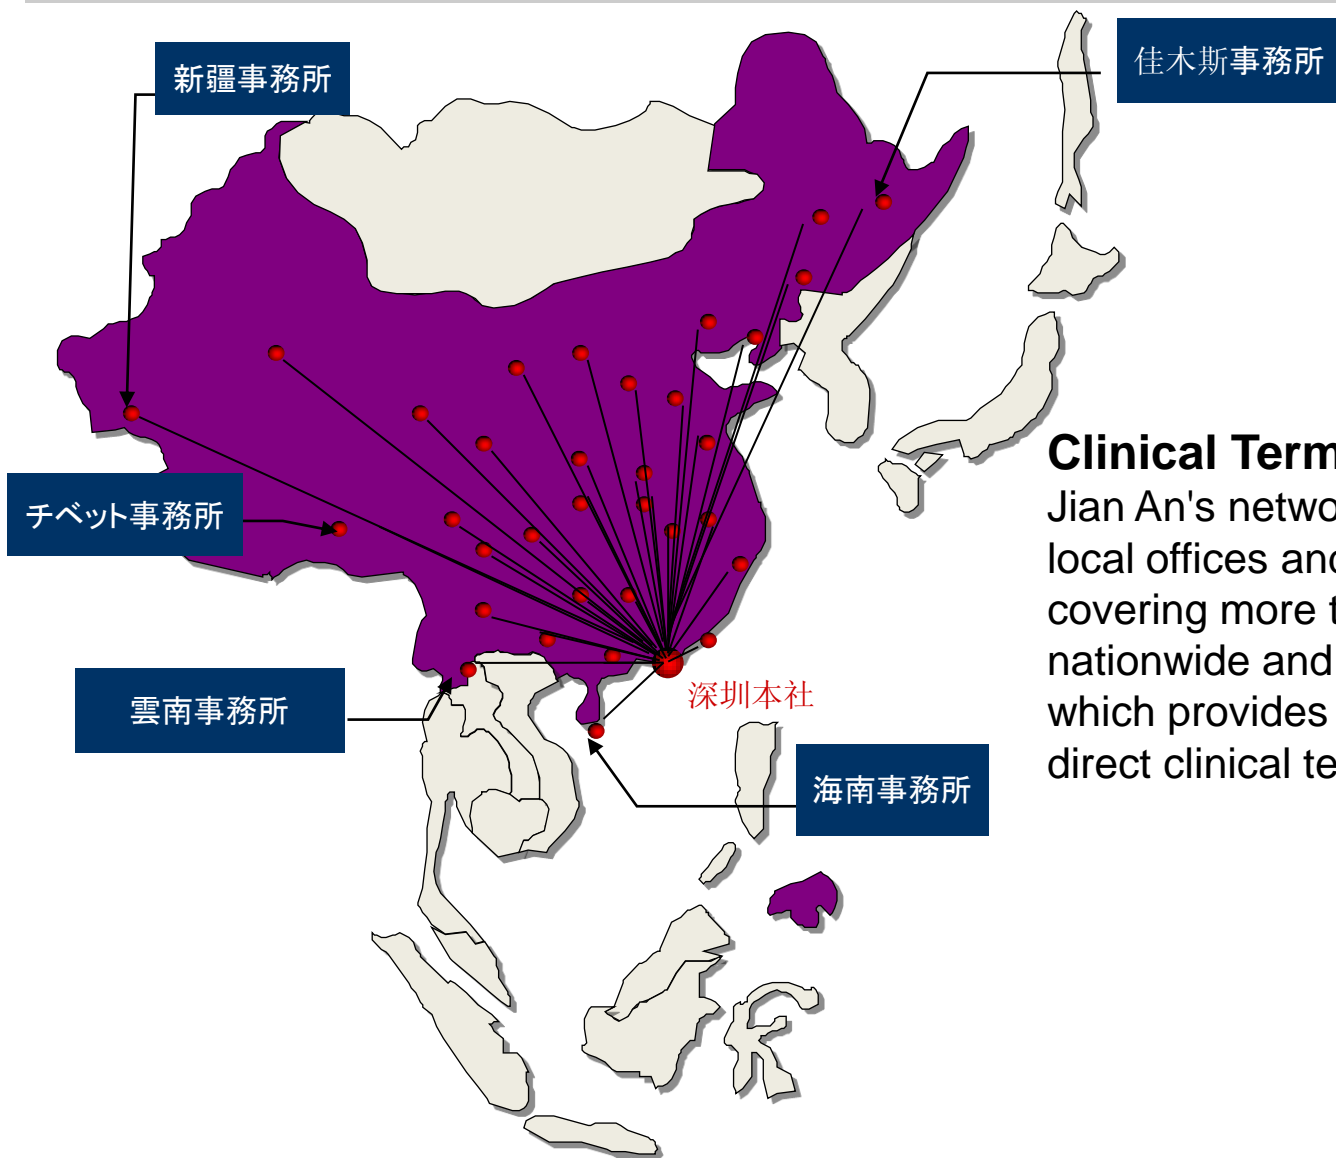 新疆事務所
佳木斯事務所
チベット事務所
雲南事務所
深圳本社
海南事務所
Clinical Term
Jian An's netwo
local offices and
covering more t
nationwide and
which provides
direct clinical te